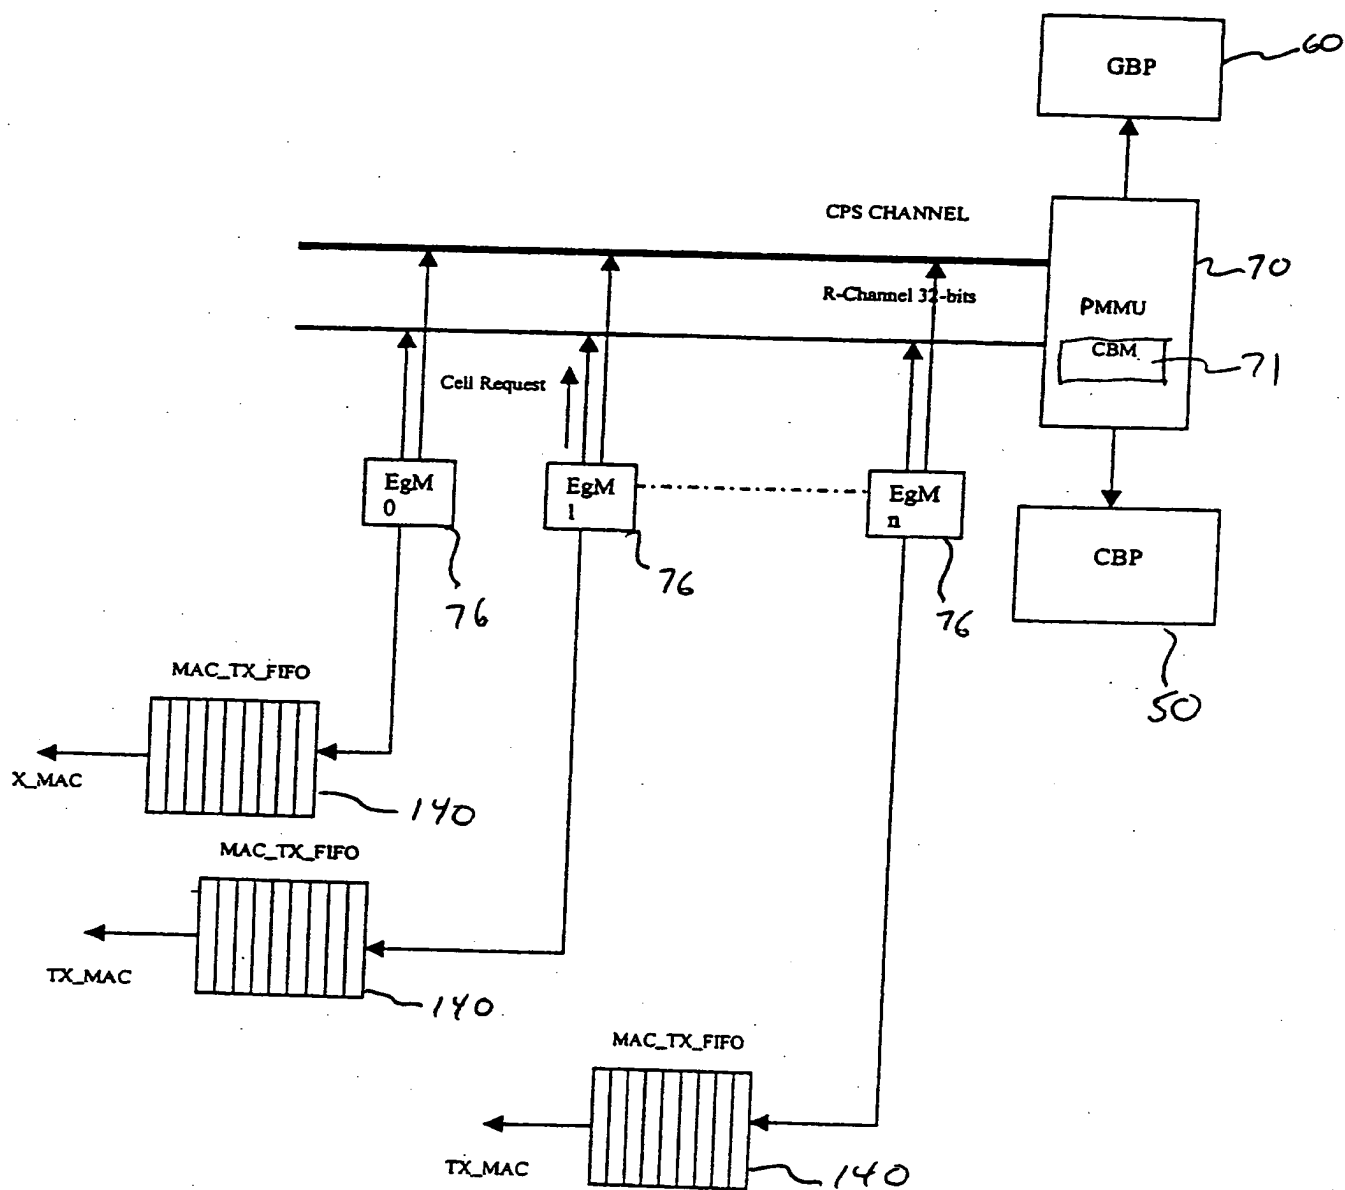 GBP
60
CPS CHANNEL
R-Channel 32-bits
PMMU
70
CBM
71
Cell Request
EgM
0
EgM
1
EgM
n
76
76
76
CBP
50
MAC_TX_FIFO
X_MAC
140
MAC_TX_FIFO
TX_MAC
140
MAC_TX_FIFO
TX_MAC
140